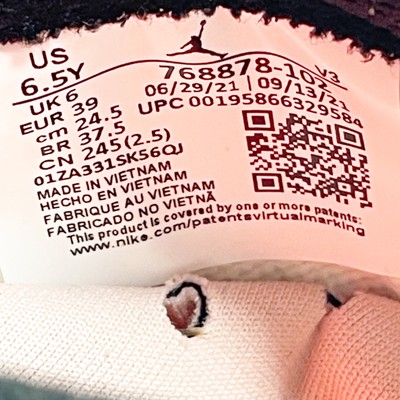 US
6.5Y
UK 6
EUR 39
cm 24.5
BR 37.5
CN 245(2.5)
01ZA331SK56QJ
768878-102 V3
06/29/21 | 09/13/21
UPC 00195866329584
MADE IN VIETNAM
HECHO EN VIETNAM
FABRIQUE AU VIETNAM
FABRICADO NO VIETNÃ
This product is covered by one or more patents:
www.nike.com/patentsvirtualmarking